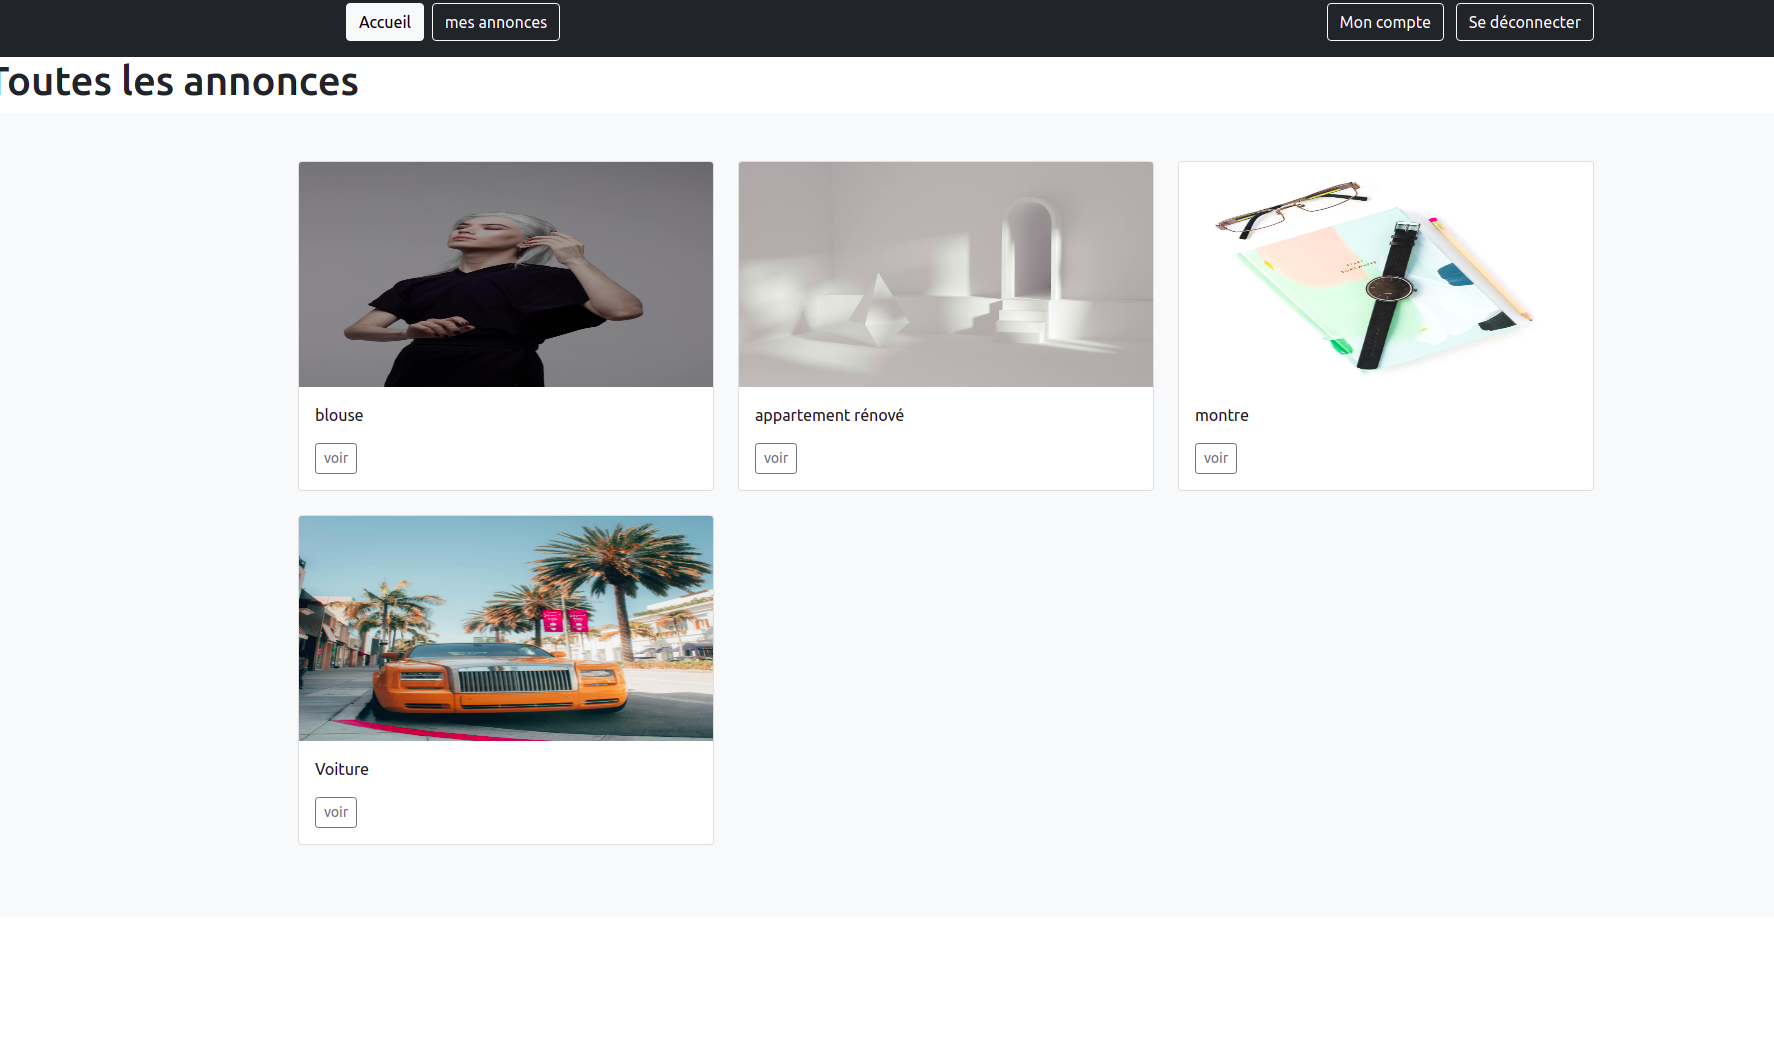 Accueil mes annonces Mon compte Se déconnecter
Toutes les annonces
blouse
voir
appartement rénové
voir
montre
voir
Voiture
voir